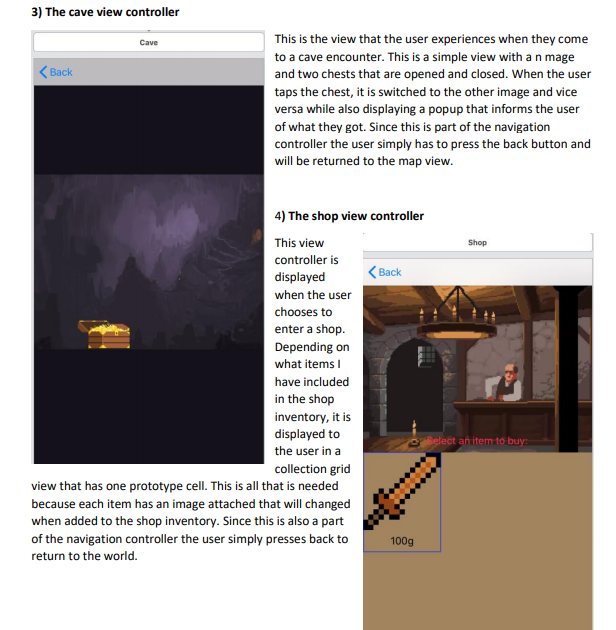 3) The cave view controller
Cave
Back
This is the view that the user experiences when they come
to a cave encounter. This is a simple view with a n mage
and two chests that are opened and closed. When the user
taps the chest, it is switched to the other image and vice
versa while also displaying a popup that informs the user
of what they got. Since this is part of the navigation
controller the user simply has to press the back button and
will be returned to the map view.
4) The shop view controller
This view
controller is
displayed
when the user
chooses to
enter a shop.
Depending on
what items I
have included
in the shop
inventory, it is
displayed to
the user in a
collection grid
view that has one prototype cell. This is all that is needed
because each item has an image attached that will changed
when added to the shop inventory. Since this is also a part
of the navigation controller the user simply presses back to
return to the world.
Shop
Back
Select an item to buy:
100g